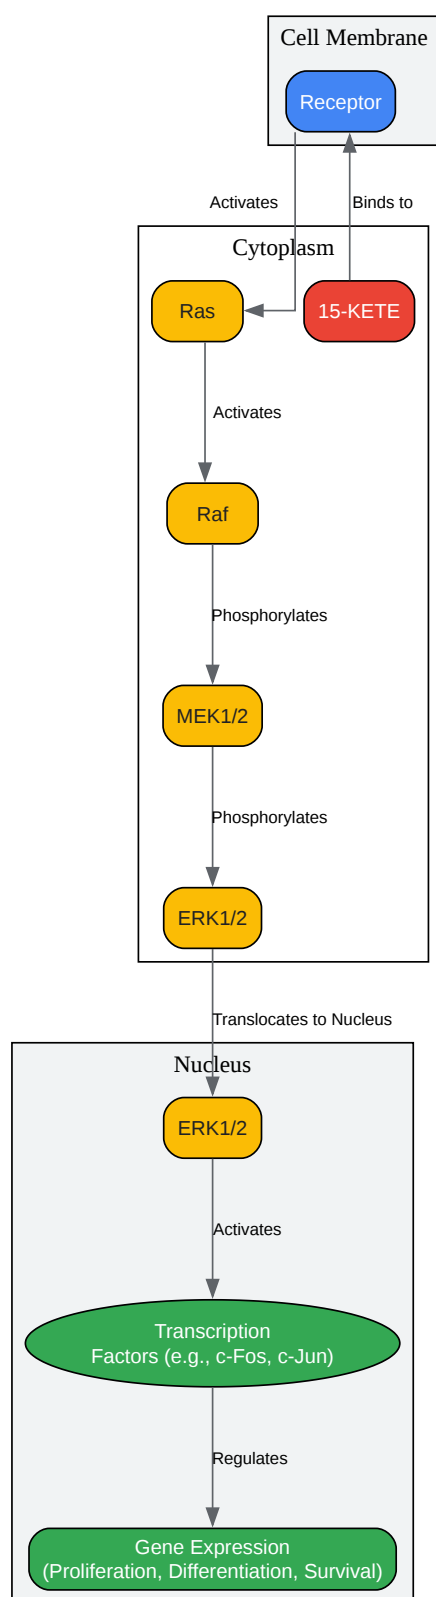 Cell Membrane
Receptor
Activates
Binds to
Cytoplasm
Ras
15-KETE
Activates
Raf
Phosphorylates
MEK1/2
Phosphorylates
ERK1/2
Translocates to Nucleus
Nucleus
ERK1/2
Activates
Transcription
Factors (e.g., c-Fos, c-Jun)
Regulates
Gene Expression
(Proliferation, Differentiation, Survival)